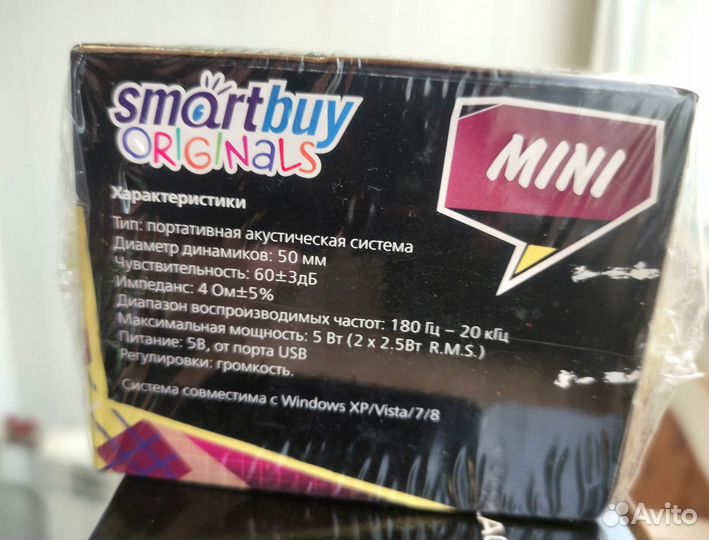 smartbuy
ORIGINALS
MINI
Характеристики
Тип: портативная акустическая система
Диаметр динамиков: 50 мм
Чувствительность: 60±3дБ
Импеданс: 4 Ом±5%
Диапазон воспроизводимых частот: 180 Гц – 20 кГц
Максимальная мощность: 5 Вт (2 x 2.5Вт R.M.S.)
Питание: 5В, от порта USB
Регулировки: громкость.
Система совместима с Windows XP/Vista/7/8
Avito